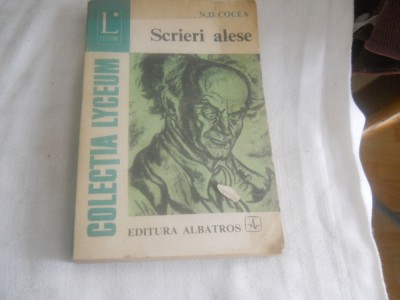 N.D. COCEA
Scrieri alese
COLECȚIA LYCEUM
EDITURA ALBATROS